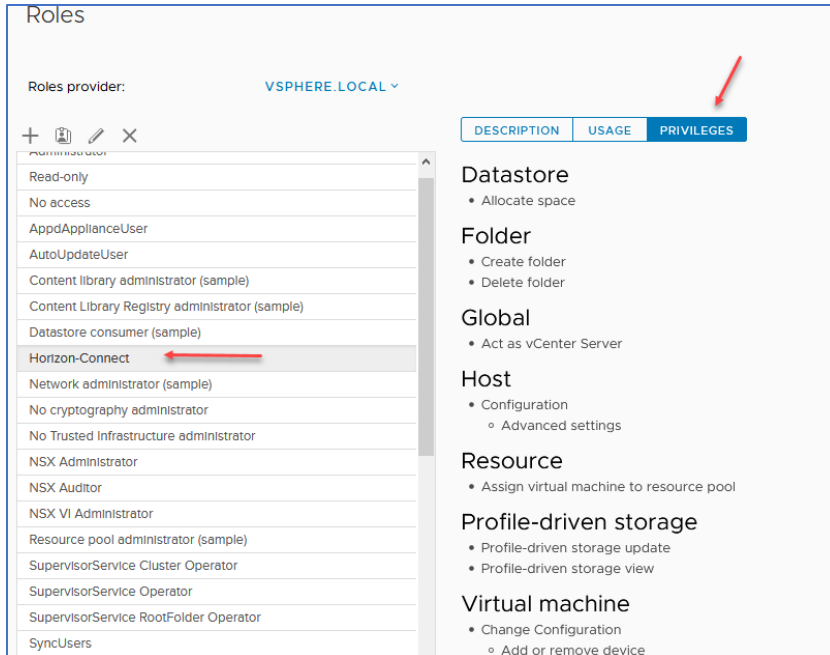 Roles
Roles provider:
VSPHERE.LOCAL
Administrator
Read-only
No access
AppdApplianceUser
AutoUpdateUser
Content library administrator (sample)
Content Library Registry administrator (sample)
Datastore consumer (sample)
Horizon-Connect
Network administrator (sample)
No cryptography administrator
No Trusted Infrastructure administrator
NSX Administrator
NSX Auditor
NSX VI Administrator
Resource pool administrator (sample)
SupervisorService Cluster Operator
SupervisorService Operator
SupervisorService RootFolder Operator
SyncUsers
DESCRIPTION
USAGE
PRIVILEGES
Datastore
• Allocate space
Folder
• Create folder
• Delete folder
Global
• Act as vCenter Server
Host
• Configuration
◦ Advanced settings
Resource
• Assign virtual machine to resource pool
Profile-driven storage
• Profile-driven storage update
• Profile-driven storage view
Virtual machine
• Change Configuration
◦ Add or remove device